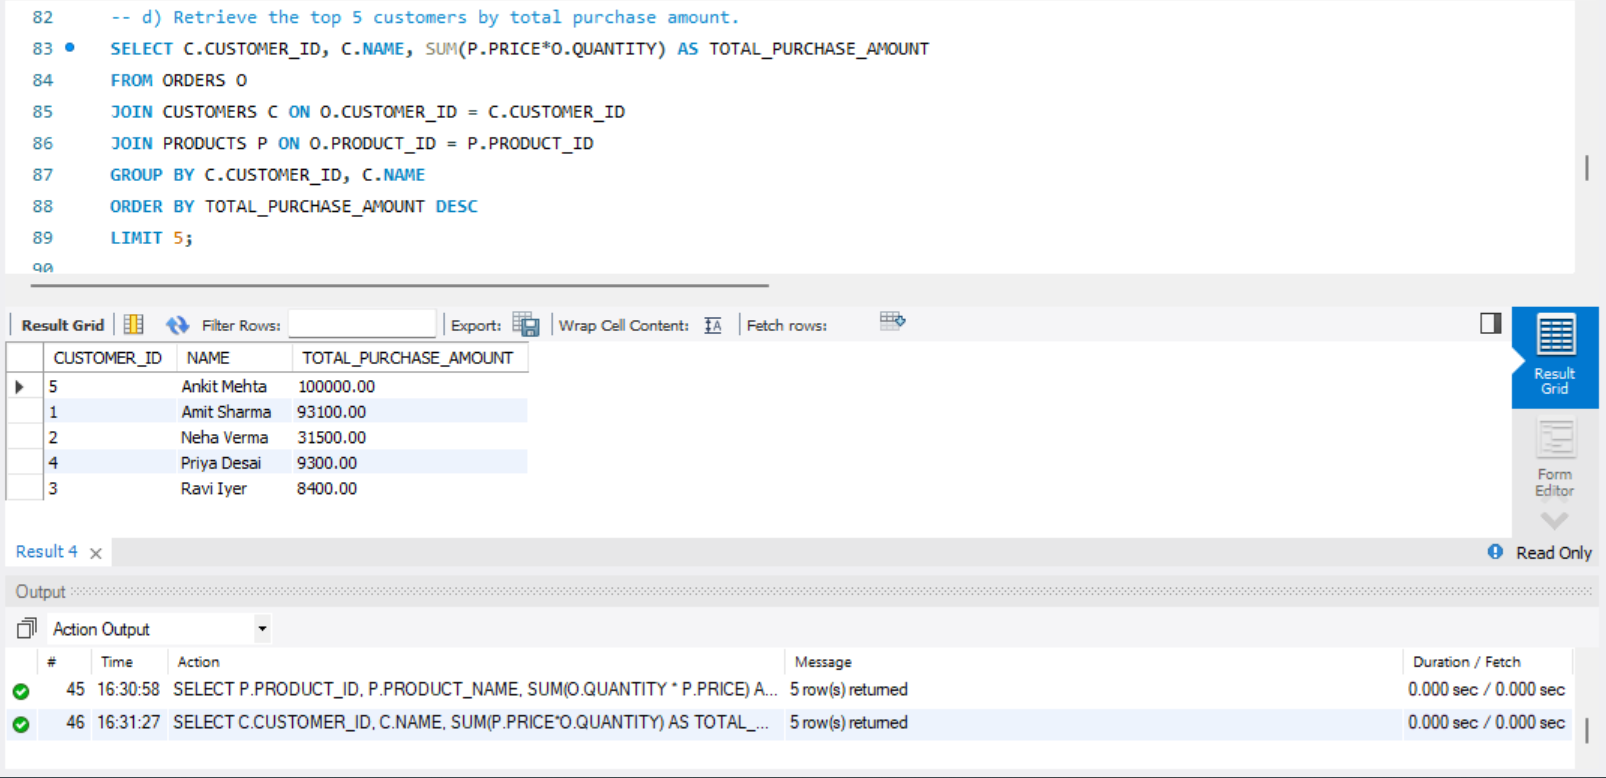 82 -- d) Retrieve the top 5 customers by total purchase amount.
83 SELECT C.CUSTOMER_ID, C.NAME, SUM(P.PRICE*O.QUANTITY) AS TOTAL_PURCHASE_AMOUNT
84 FROM ORDERS O
85 JOIN CUSTOMERS C ON O.CUSTOMER_ID = C.CUSTOMER_ID
86 JOIN PRODUCTS P ON O.PRODUCT_ID = P.PRODUCT_ID
87 GROUP BY C.CUSTOMER_ID, C.NAME
88 ORDER BY TOTAL_PURCHASE_AMOUNT DESC
89 LIMIT 5;
90
Result Grid Filter Rows: Export: Wrap Cell Content: Fetch rows:
CUSTOMER_ID NAME TOTAL_PURCHASE_AMOUNT
5 Ankit Mehta 100000.00
1 Amit Sharma 93100.00
2 Neha Verma 31500.00
4 Priya Desai 9300.00
3 Ravi Iyer 8400.00
Result
Grid
Form
Editor
Result 4 Read Only
Output
Action Output
# Time Action Message Duration / Fetch
45 16:30:58 SELECT P.PRODUCT_ID, P.PRODUCT_NAME, SUM(O.QUANTITY * P.PRICE) A... 5 row(s) returned 0.000 sec / 0.000 sec
46 16:31:27 SELECT C.CUSTOMER_ID, C.NAME, SUM(P.PRICE*O.QUANTITY) AS TOTAL_... 5 row(s) returned 0.000 sec / 0.000 sec